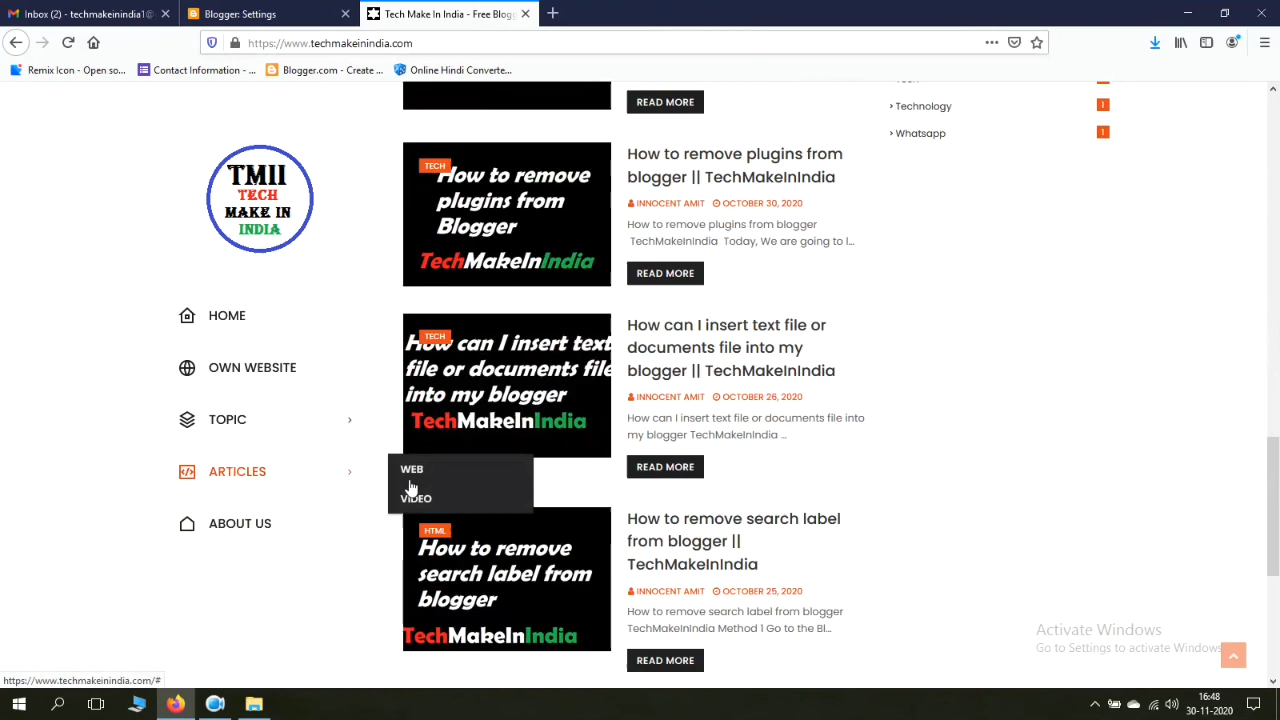 Inbox (2) - techmakeinindia1@
Blogger: Settings
Tech Make In India - Free Blogg
https://www.techmakeinindia.com
Remix Icon - Open so...
Contact Information - ...
Blogger.com - Create ...
Online Hindi Converte...
READ MORE
› Technology 1
› Whatsapp 1
TMII
TECH
MAKE IN
INDIA
HOME
OWN WEBSITE
TOPIC ›
ARTICLES ›
ABOUT US
WEB
VIDEO
TECH
How to remove
plugins from
Blogger
TechMakeInIndia
How to remove plugins from
blogger || TechMakeInIndia
INNOCENT AMIT OCTOBER 30, 2020
How to remove plugins from blogger
TechMakeInIndia Today, We are going to l...
READ MORE
TECH
How can I insert text
file or documents file
into my blogger
TechMakeInIndia
How can I insert text file or
documents file into my
blogger || TechMakeInIndia
INNOCENT AMIT OCTOBER 26, 2020
How can I insert text file or documents file into
my blogger TechMakeInIndia ...
READ MORE
HTML
How to remove
search label from
blogger
TechMakeInIndia
How to remove search label
from blogger ||
TechMakeInIndia
INNOCENT AMIT OCTOBER 25, 2020
How to remove search label from blogger
TechMakeInIndia Method 1 Go to the Bl...
READ MORE
Activate Windows
Go to Settings to activate Windows
https://www.techmakeinindia.com/#
16:48
30-11-2020